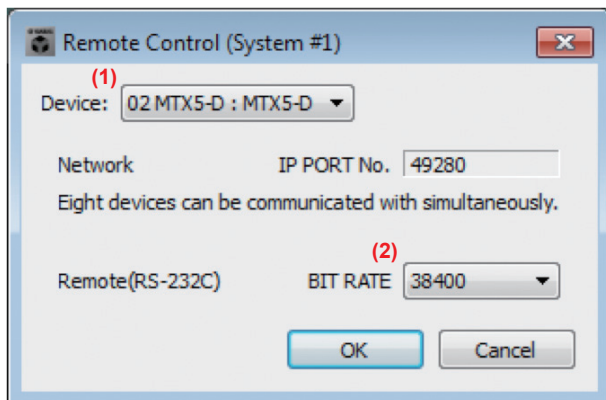 Remote Control (System #1)
(1)
Device: 02 MTX5-D : MTX5-D
Network IP PORT No. 49280
Eight devices can be communicated with simultaneously.
(2)
Remote(RS-232C) BIT RATE 38400
OK Cancel